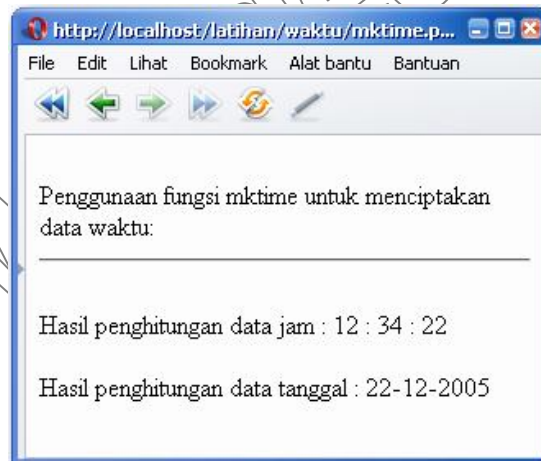 http://localhost/latihan/waktu/mktime.p...
File Edit Lihat Bookmark Alat bantu Bantuan
Penggunaan fungsi mktime untuk menciptakan
data waktu:
Hasil penghitungan data jam : 12 : 34 : 22
Hasil penghitungan data tanggal : 22-12-2005